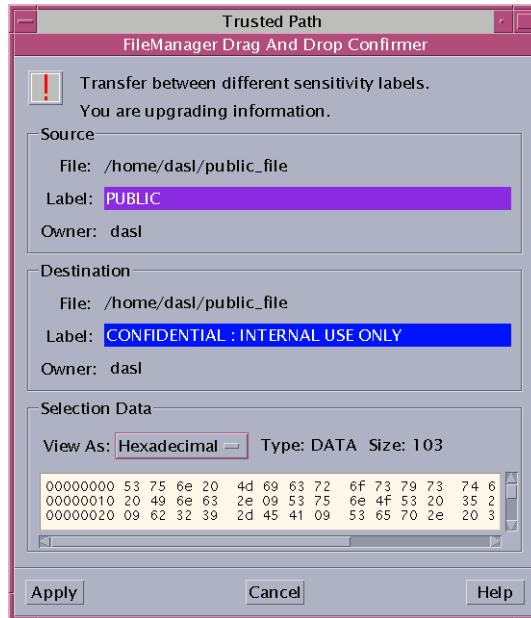 Trusted Path
FileManager Drag And Drop Confirmer
Transfer between different sensitivity labels.
You are upgrading information.
Source
File: /home/dasl/public_file
Label: PUBLIC
Owner: dasl
Destination
File: /home/dasl/public_file
Label: CONFIDENTIAL : INTERNAL USE ONLY
Owner: dasl
Selection Data
View As: Hexadecimal Type: DATA Size: 103
00000000 53 75 6e 20 4d 69 63 72 6f 73 79 73 74 6
00000010 20 49 6e 63 2e 09 53 75 6e 4f 53 20 35 2
00000020 09 62 32 39 2d 45 41 09 53 65 70 2e 20 3
Apply Cancel Help